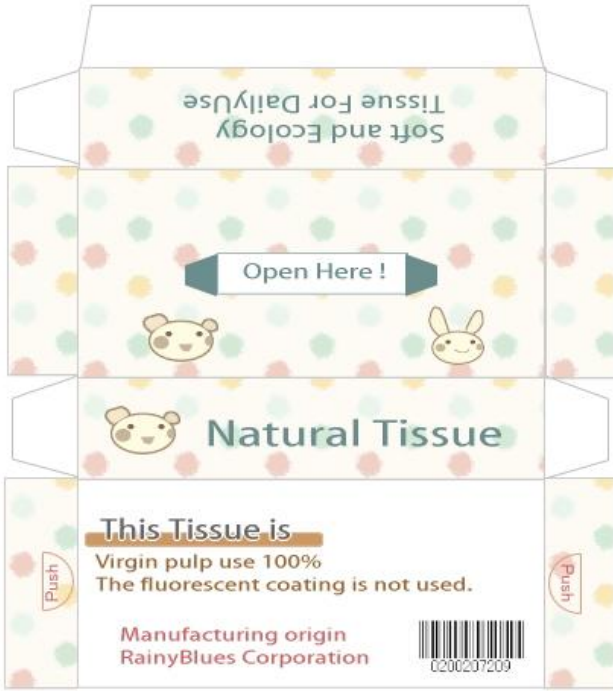 Soft and Ecology
Tissue For DailyUse
Open Here !
Natural Tissue
This Tissue is
Virgin pulp use 100%
The fluorescent coating is not used.
Push
Push
Manufacturing origin
RainyBlues Corporation
0200207209